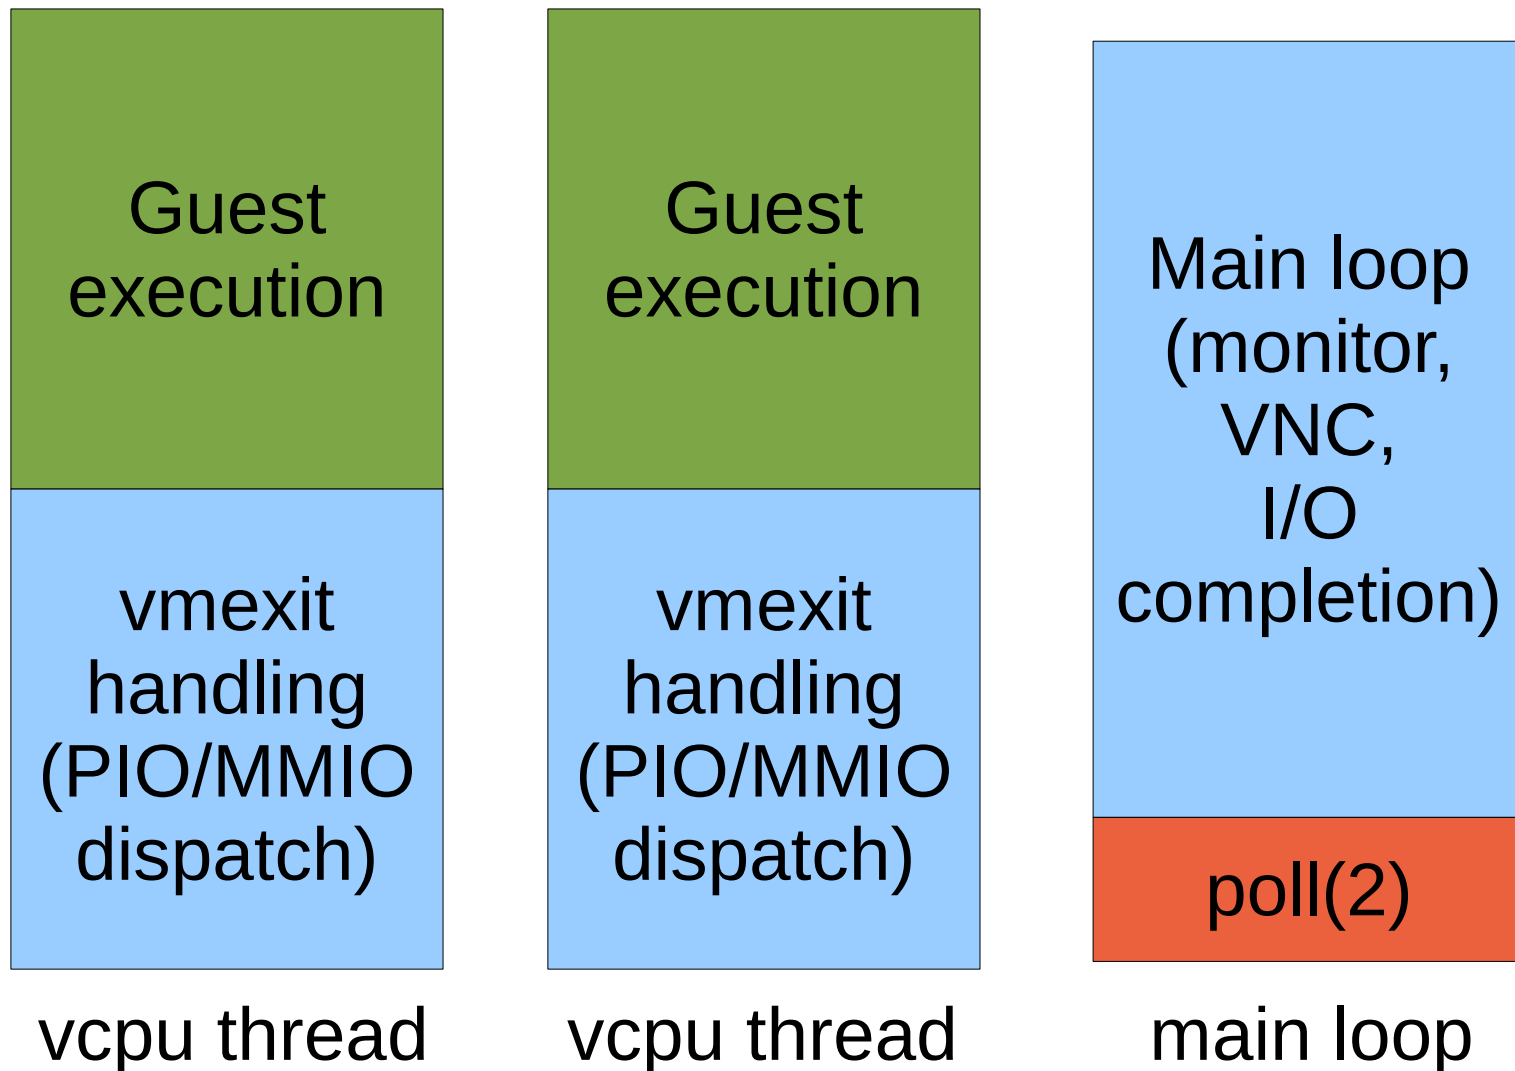 Guest
execution
vmexit
handling
(PIO/MMIO
dispatch)
vcpu thread
Guest
execution
vmexit
handling
(PIO/MMIO
dispatch)
vcpu thread
Main loop
(monitor,
VNC,
I/O
completion)
poll(2)
main loop